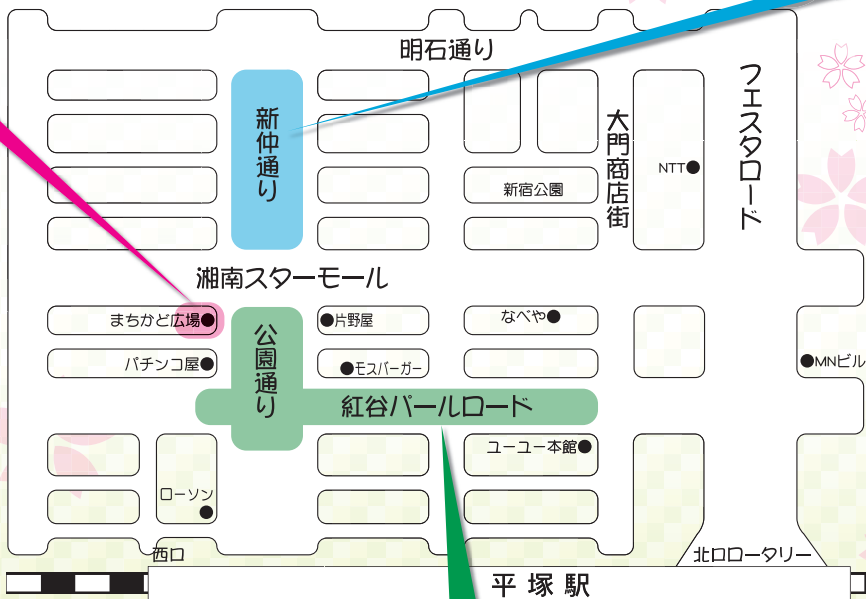 明石通り
新仲通り
大門商店街
フェスタロード
NTT
新宿公園
湘南スターモール
まちかど広場
公園通り
片野屋
なべや
パチンコ屋
モスバーガー
MNビル
紅谷パールロード
ユーユー本館
ローソン
西口
北口ロータリー
平塚駅